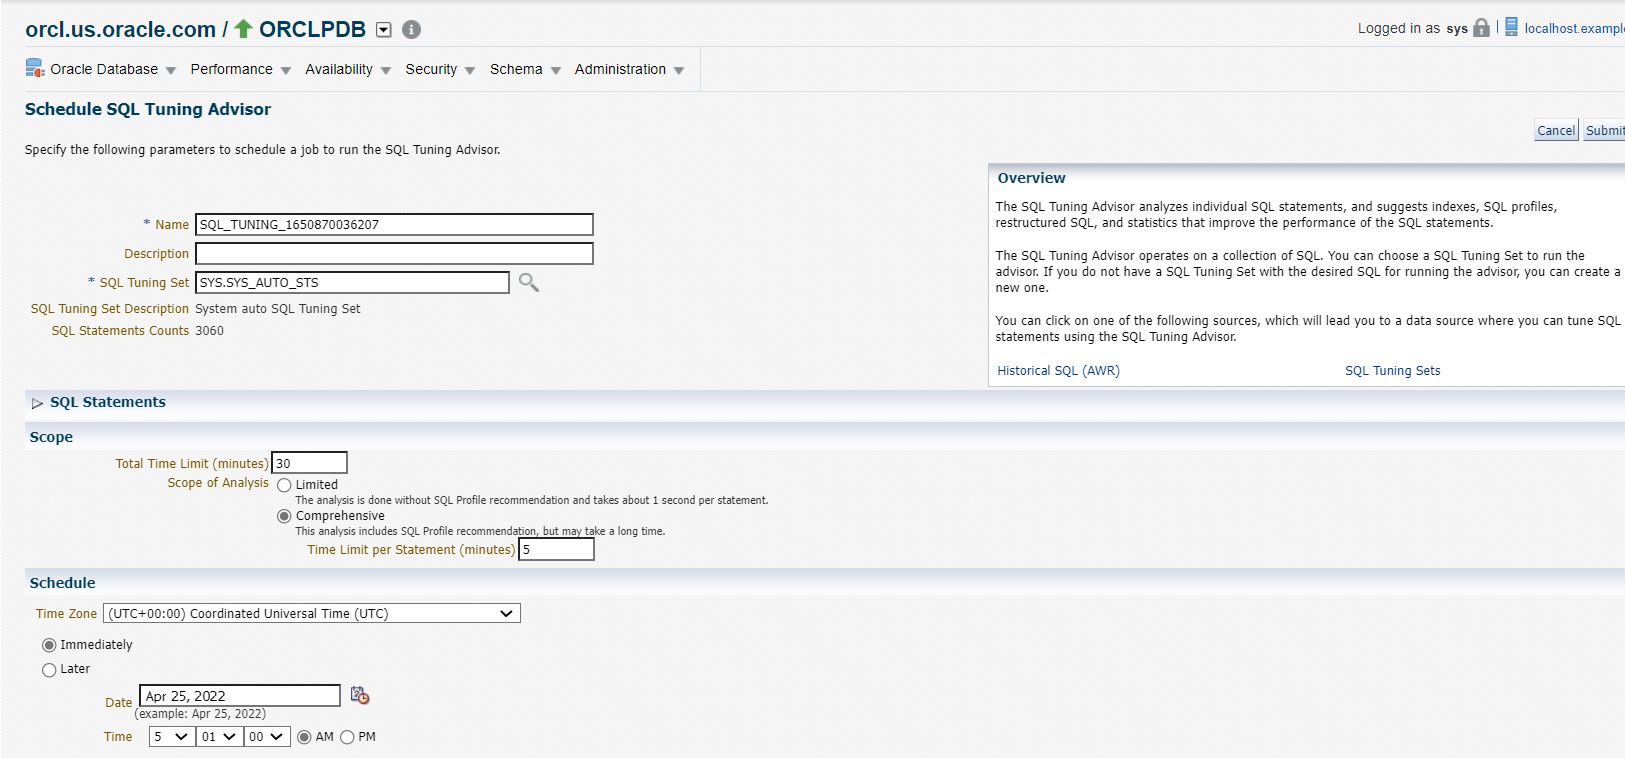 orcl.us.oracle.com / ORCLPDB
Logged in as sys | localhost.example
Oracle Database Performance Availability Security Schema Administration
Schedule SQL Tuning Advisor
Cancel Submit
Specify the following parameters to schedule a job to run the SQL Tuning Advisor.
Overview
The SQL Tuning Advisor analyzes individual SQL statements, and suggests indexes, SQL profiles,
restructured SQL, and statistics that improve the performance of the SQL statements.
The SQL Tuning Advisor operates on a collection of SQL. You can choose a SQL Tuning Set to run the
advisor. If you do not have a SQL Tuning Set with the desired SQL for running the advisor, you can create a
new one.
You can click on one of the following sources, which will lead you to a data source where you can tune SQL
statements using the SQL Tuning Advisor.
Historical SQL (AWR) SQL Tuning Sets
* Name SQL_TUNING_1650870036207
Description
* SQL Tuning Set SYS.SYS_AUTO_STS
SQL Tuning Set Description System auto SQL Tuning Set
SQL Statements Counts 3060
SQL Statements
Scope
Total Time Limit (minutes) 30
Scope of Analysis Limited
The analysis is done without SQL Profile recommendation and takes about 1 second per statement.
Comprehensive
This analysis includes SQL Profile recommendation, but may take a long time.
Time Limit per Statement (minutes) 5
Schedule
Time Zone (UTC+00:00) Coordinated Universal Time (UTC)
Immediately
Later
Date Apr 25, 2022
(example: Apr 25, 2022)
Time 5 01 00 AM PM